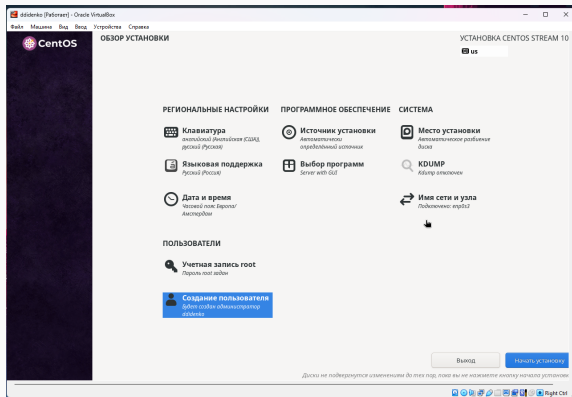 ddidenko [Работает] - Oracle VirtualBox
Файл Машина Вид Ввод Устройства Справка
CentOS
ОБЗОР УСТАНОВКИ
УСТАНОВКА CENTOS STREAM 10
us
РЕГИОНАЛЬНЫЕ НАСТРОЙКИ
Клавиатура
английский (Английская (США)),
русский (Русская)
Языковая поддержка
Русский (Россия)
Дата и время
Часовой пояс Европа/
Амстердам
ПРОГРАММНОЕ ОБЕСПЕЧЕНИЕ
Источник установки
Автоматически
определённый источник
Выбор программ
Server with GUI
СИСТЕМА
Место установки
Автоматическое разбиение
диска
KDUMP
Kdump отключен
Имя сети и узла
Подключено: enp0s3
ПОЛЬЗОВАТЕЛИ
Учетная запись root
Пароль root задан
Создание пользователя
Будет создан администратор
ddidenko
Выход
Начать установку
Диски не подвергнутся изменениям до тех пор, пока вы не нажмете кнопку начала установк
Right Ctrl